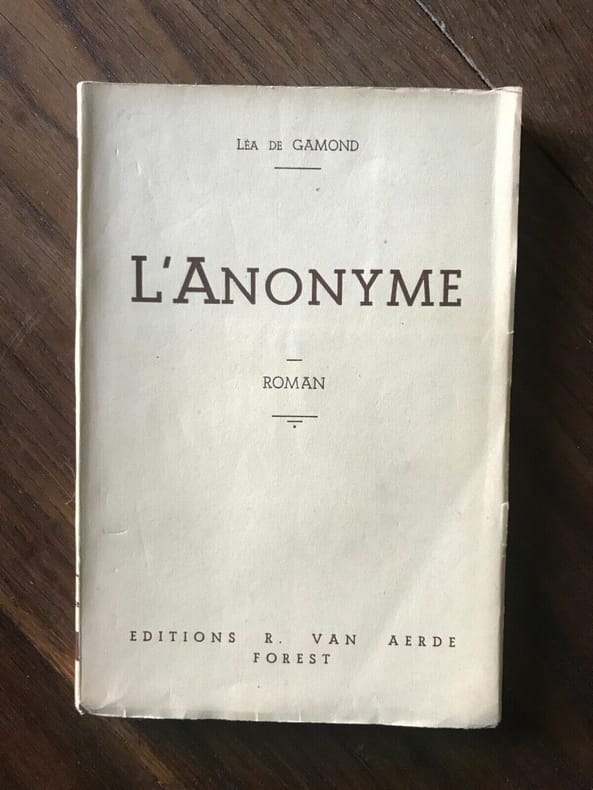 LÉA DE GAMOND
L'ANONYME
ROMAN
EDITIONS R. VAN AERDE
FOREST